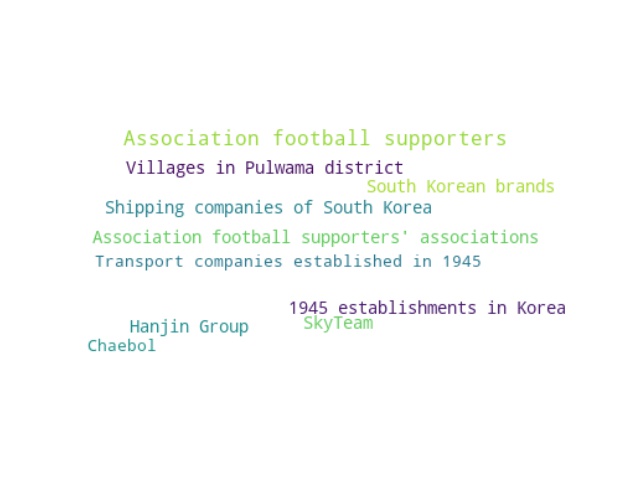 Association football supporters
Villages in Pulwama district
South Korean brands
Shipping companies of South Korea
Association football supporters' associations
Transport companies established in 1945
1945 establishments in Korea
SkyTeam
Hanjin Group
Chaebol